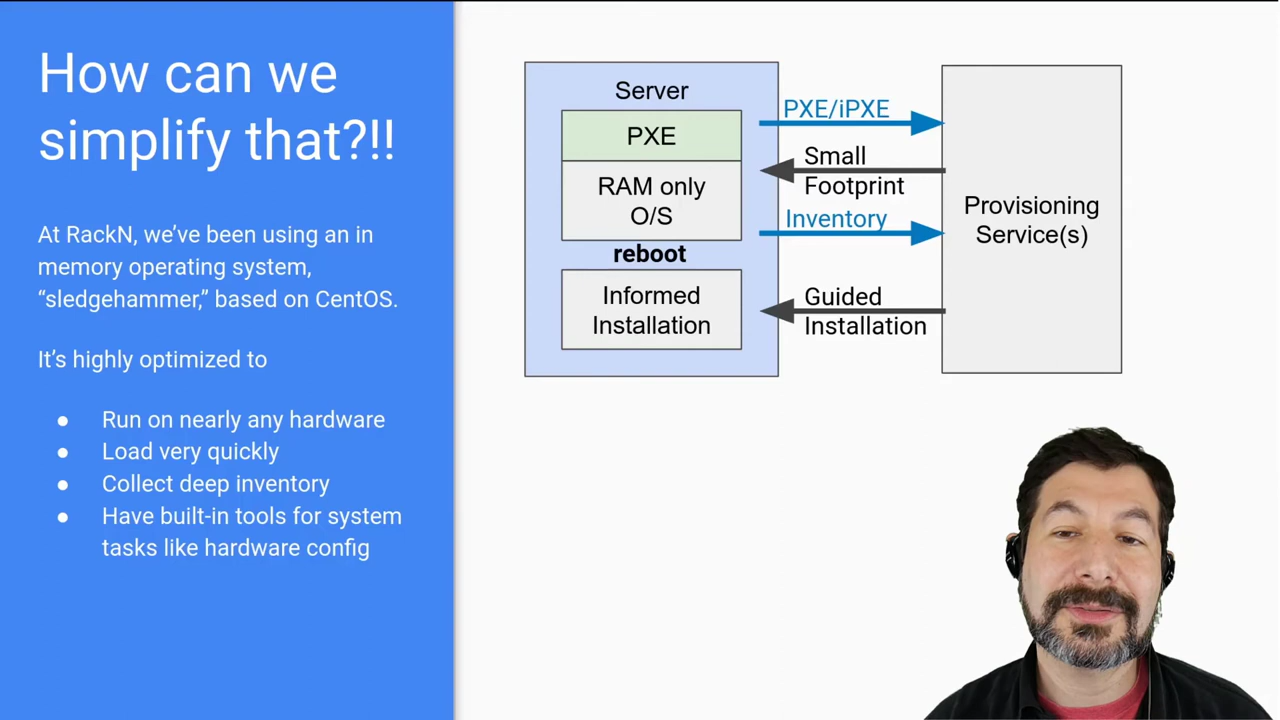 How can we
simplify that?!!
At RackN, we’ve been using an in
memory operating system,
“sledgehammer,” based on CentOS.
It’s highly optimized to
● Run on nearly any hardware
● Load very quickly
● Collect deep inventory
● Have built-in tools for system
tasks like hardware config
Server
PXE
RAM only
O/S
reboot
Informed
Installation
PXE/iPXE
Small
Footprint
Inventory
Guided
Installation
Provisioning
Service(s)